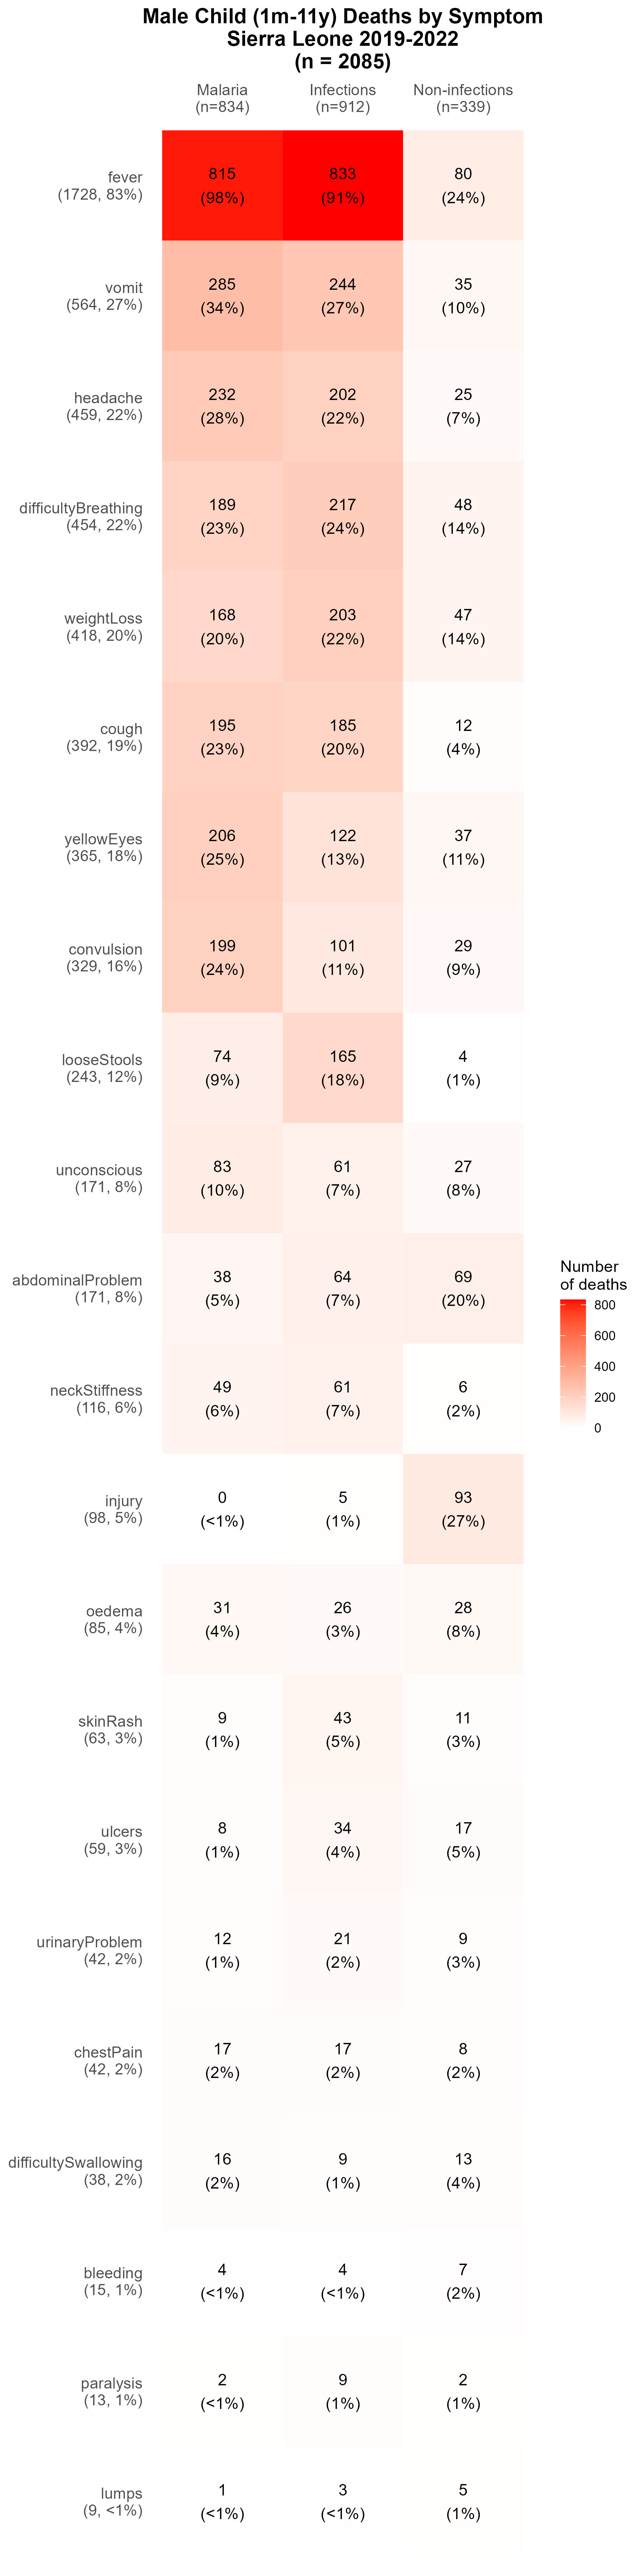 Male Child (1m-11y) Deaths by Symptom
Sierra Leone 2019-2022
(n = 2085)
Malaria Infections Non-infections
(n=834) (n=912) (n=339)
fever
(1728, 83%)
815 833 80
(98%) (91%) (24%)
vomit
(564, 27%)
285 244 35
(34%) (27%) (10%)
headache
(459, 22%)
232 202 25
(28%) (22%) (7%)
difficultyBreathing
(454, 22%)
189 217 48
(23%) (24%) (14%)
weightLoss
(418, 20%)
168 203 47
(20%) (22%) (14%)
cough
(392, 19%)
195 185 12
(23%) (20%) (4%)
yellowEyes
(365, 18%)
206 122 37
(25%) (13%) (11%)
convulsion
(329, 16%)
199 101 29
(24%) (11%) (9%)
looseStools
(243, 12%)
74 165 4
(9%) (18%) (1%)
unconscious
(171, 8%)
83 61 27
(10%) (7%) (8%)
abdominalProblem
(171, 8%)
38 64 69
(5%) (7%) (20%)
neckStiffness
(116, 6%)
49 61 6
(6%) (7%) (2%)
injury
(98, 5%)
0 5 93
(<1%) (1%) (27%)
oedema
(85, 4%)
31 26 28
(4%) (3%) (8%)
skinRash
(63, 3%)
9 43 11
(1%) (5%) (3%)
ulcers
(59, 3%)
8 34 17
(1%) (4%) (5%)
urinaryProblem
(42, 2%)
12 21 9
(1%) (2%) (3%)
chestPain
(42, 2%)
17 17 8
(2%) (2%) (2%)
difficultySwallowing
(38, 2%)
16 9 13
(2%) (1%) (4%)
bleeding
(15, 1%)
4 4 7
(<1%) (<1%) (2%)
paralysis
(13, 1%)
2 9 2
(<1%) (1%) (1%)
lumps
(9, <1%)
1 3 5
(<1%) (<1%) (1%)
Number
of deaths
800
600
400
200
0